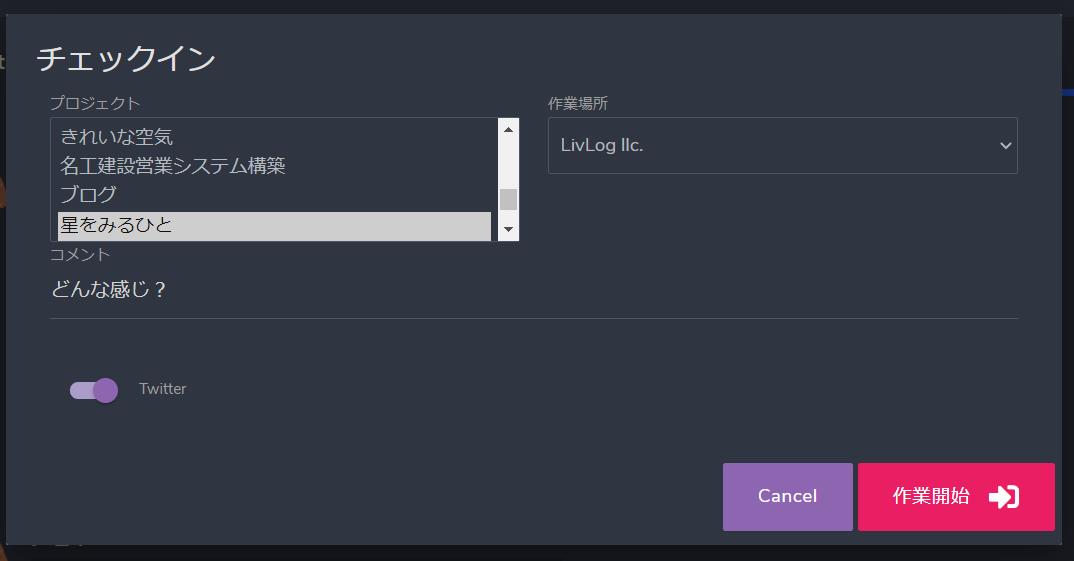 チェックイン
プロジェクト
作業場所
きれいな空気
名工建設営業システム構築
ブログ
星をみるひと
LivLog llc.
コメント
どんな感じ？
Twitter
Cancel
作業開始